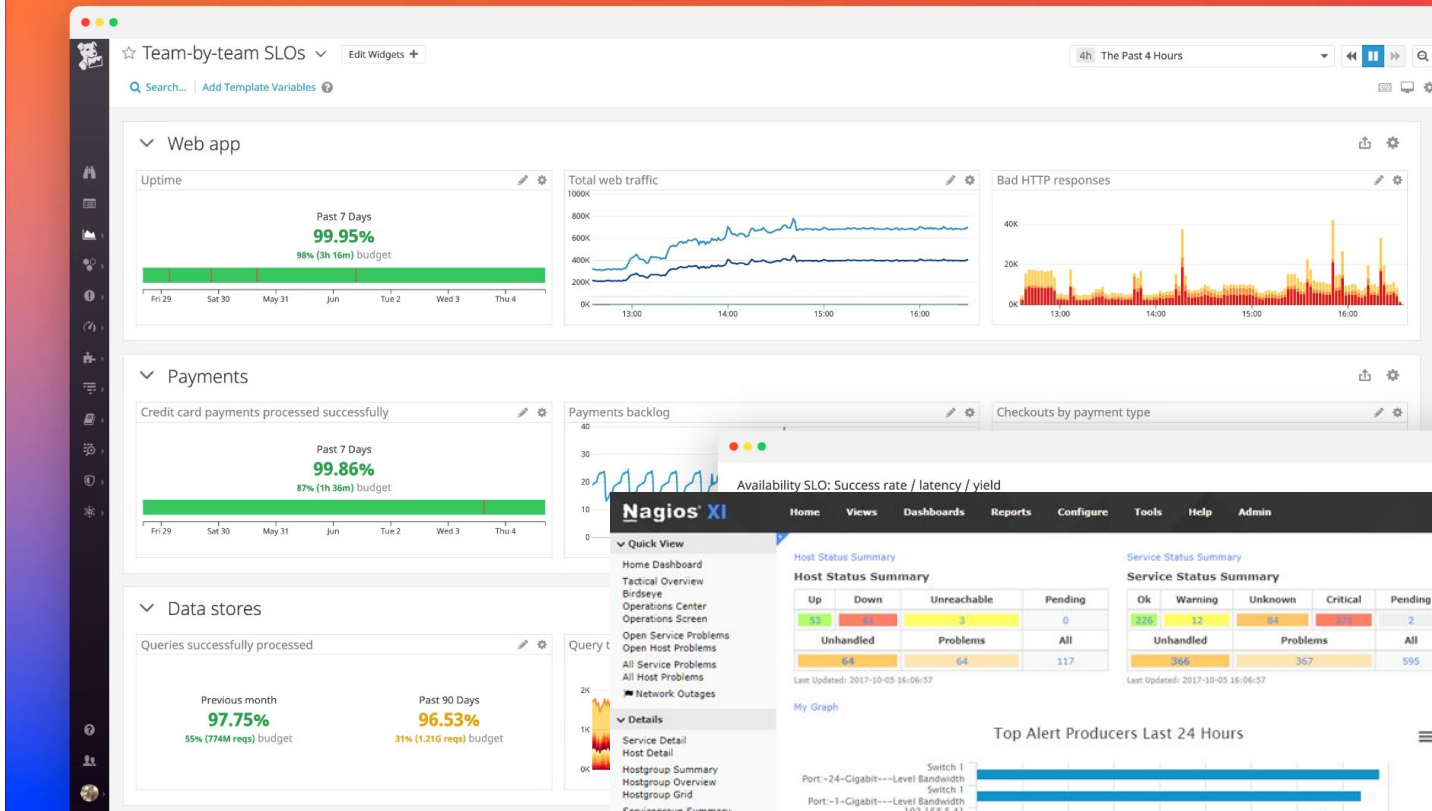 Team-by-team SLOs
Edit Widgets +
4h The Past 4 Hours
Search... Add Template Variables
Web app
Uptime
Past 7 Days
99.95%
98% (3h 16m) budget
Fri 29 Sat 30 May 31 Jun Tue 2 Wed 3 Thu 4
Total web traffic
1000K
800K
600K
400K
200K
0K
13:00 14:00 15:00 16:00
Bad HTTP responses
40K
20K
0K
13:00 14:00 15:00 16:00
Payments
Credit card payments processed successfully
Past 7 Days
99.86%
87% (1h 36m) budget
Fri 29 Sat 30 May 31 Jun Tue 2 Wed 3 Thu 4
Payments backlog
40
30
20
10
0
Checkouts by payment type
Data stores
Queries successfully processed
Previous month
97.75%
55% (774M reqs) budget
Past 90 Days
96.53%
31% (1.21G reqs) budget
Query t
2K
1K
0K
Availability SLO: Success rate / latency / yield
Nagios XI
Home Views Dashboards Reports Configure Tools Help Admin
Quick View
Home Dashboard
Tactical Overview
Birdseye
Operations Center
Operations Screen
Open Service Problems
Open Host Problems
All Service Problems
All Host Problems
Network Outages
Details
Service Detail
Host Detail
Hostgroup Summary
Hostgroup Overview
Hostgroup Grid
Servicegroup Summary
Host Status Summary
Host Status Summary
Up Down Unreachable Pending
53 61 3 0
Unhandled Problems All
64 64 117
Last Updated: 2017-10-05 16:06:57
Service Status Summary
Service Status Summary
Ok Warning Unknown Critical Pending
226 12 84 271 2
Unhandled Problems All
366 367 595
Last Updated: 2017-10-05 16:06:57
My Graph
Top Alert Producers Last 24 Hours
Switch 1
Port:-24-Gigabit---Level Bandwidth
Switch 1
Port:-1-Gigabit---Level Bandwidth